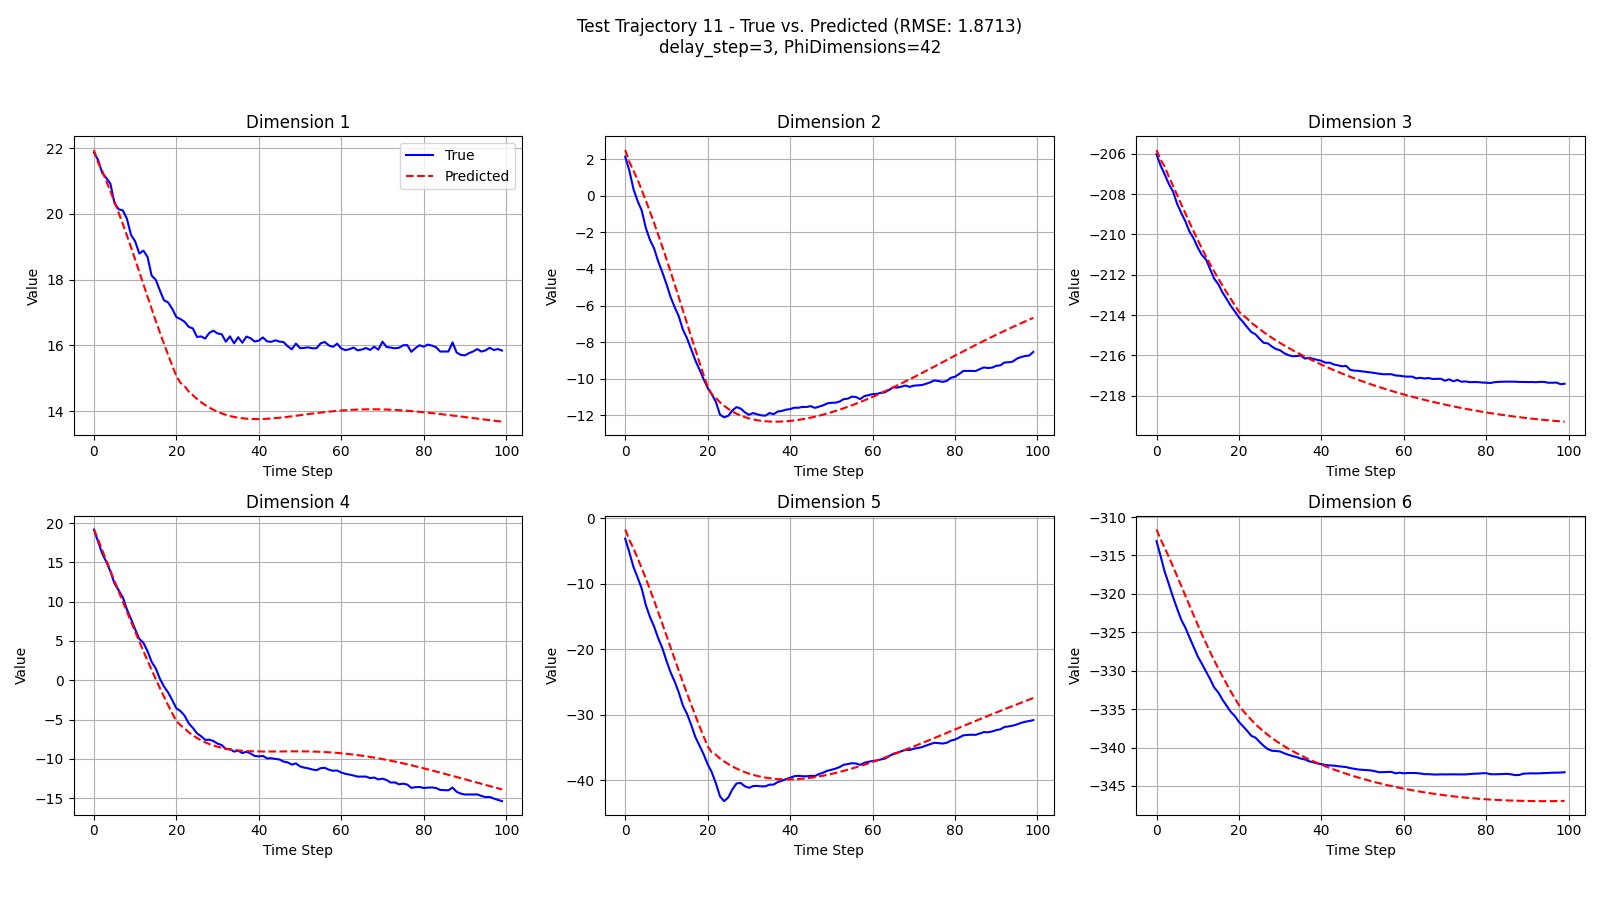 Test Trajectory 11 - True vs. Predicted (RMSE: 1.8713)
delay_step=3, PhiDimensions=42
Dimension 1
22
20
18
16
14
Value
0 20 40 60 80 100
Time Step
True
Predicted
Dimension 2
2
0
−2
−4
−6
−8
−10
−12
Value
0 20 40 60 80 100
Time Step
Dimension 3
−206
−208
−210
−212
−214
−216
−218
Value
0 20 40 60 80 100
Time Step
Dimension 4
20
15
10
5
0
−5
−10
−15
Value
0 20 40 60 80 100
Time Step
Dimension 5
0
−10
−20
−30
−40
Value
0 20 40 60 80 100
Time Step
Dimension 6
−310
−315
−320
−325
−330
−335
−340
−345
Value
0 20 40 60 80 100
Time Step